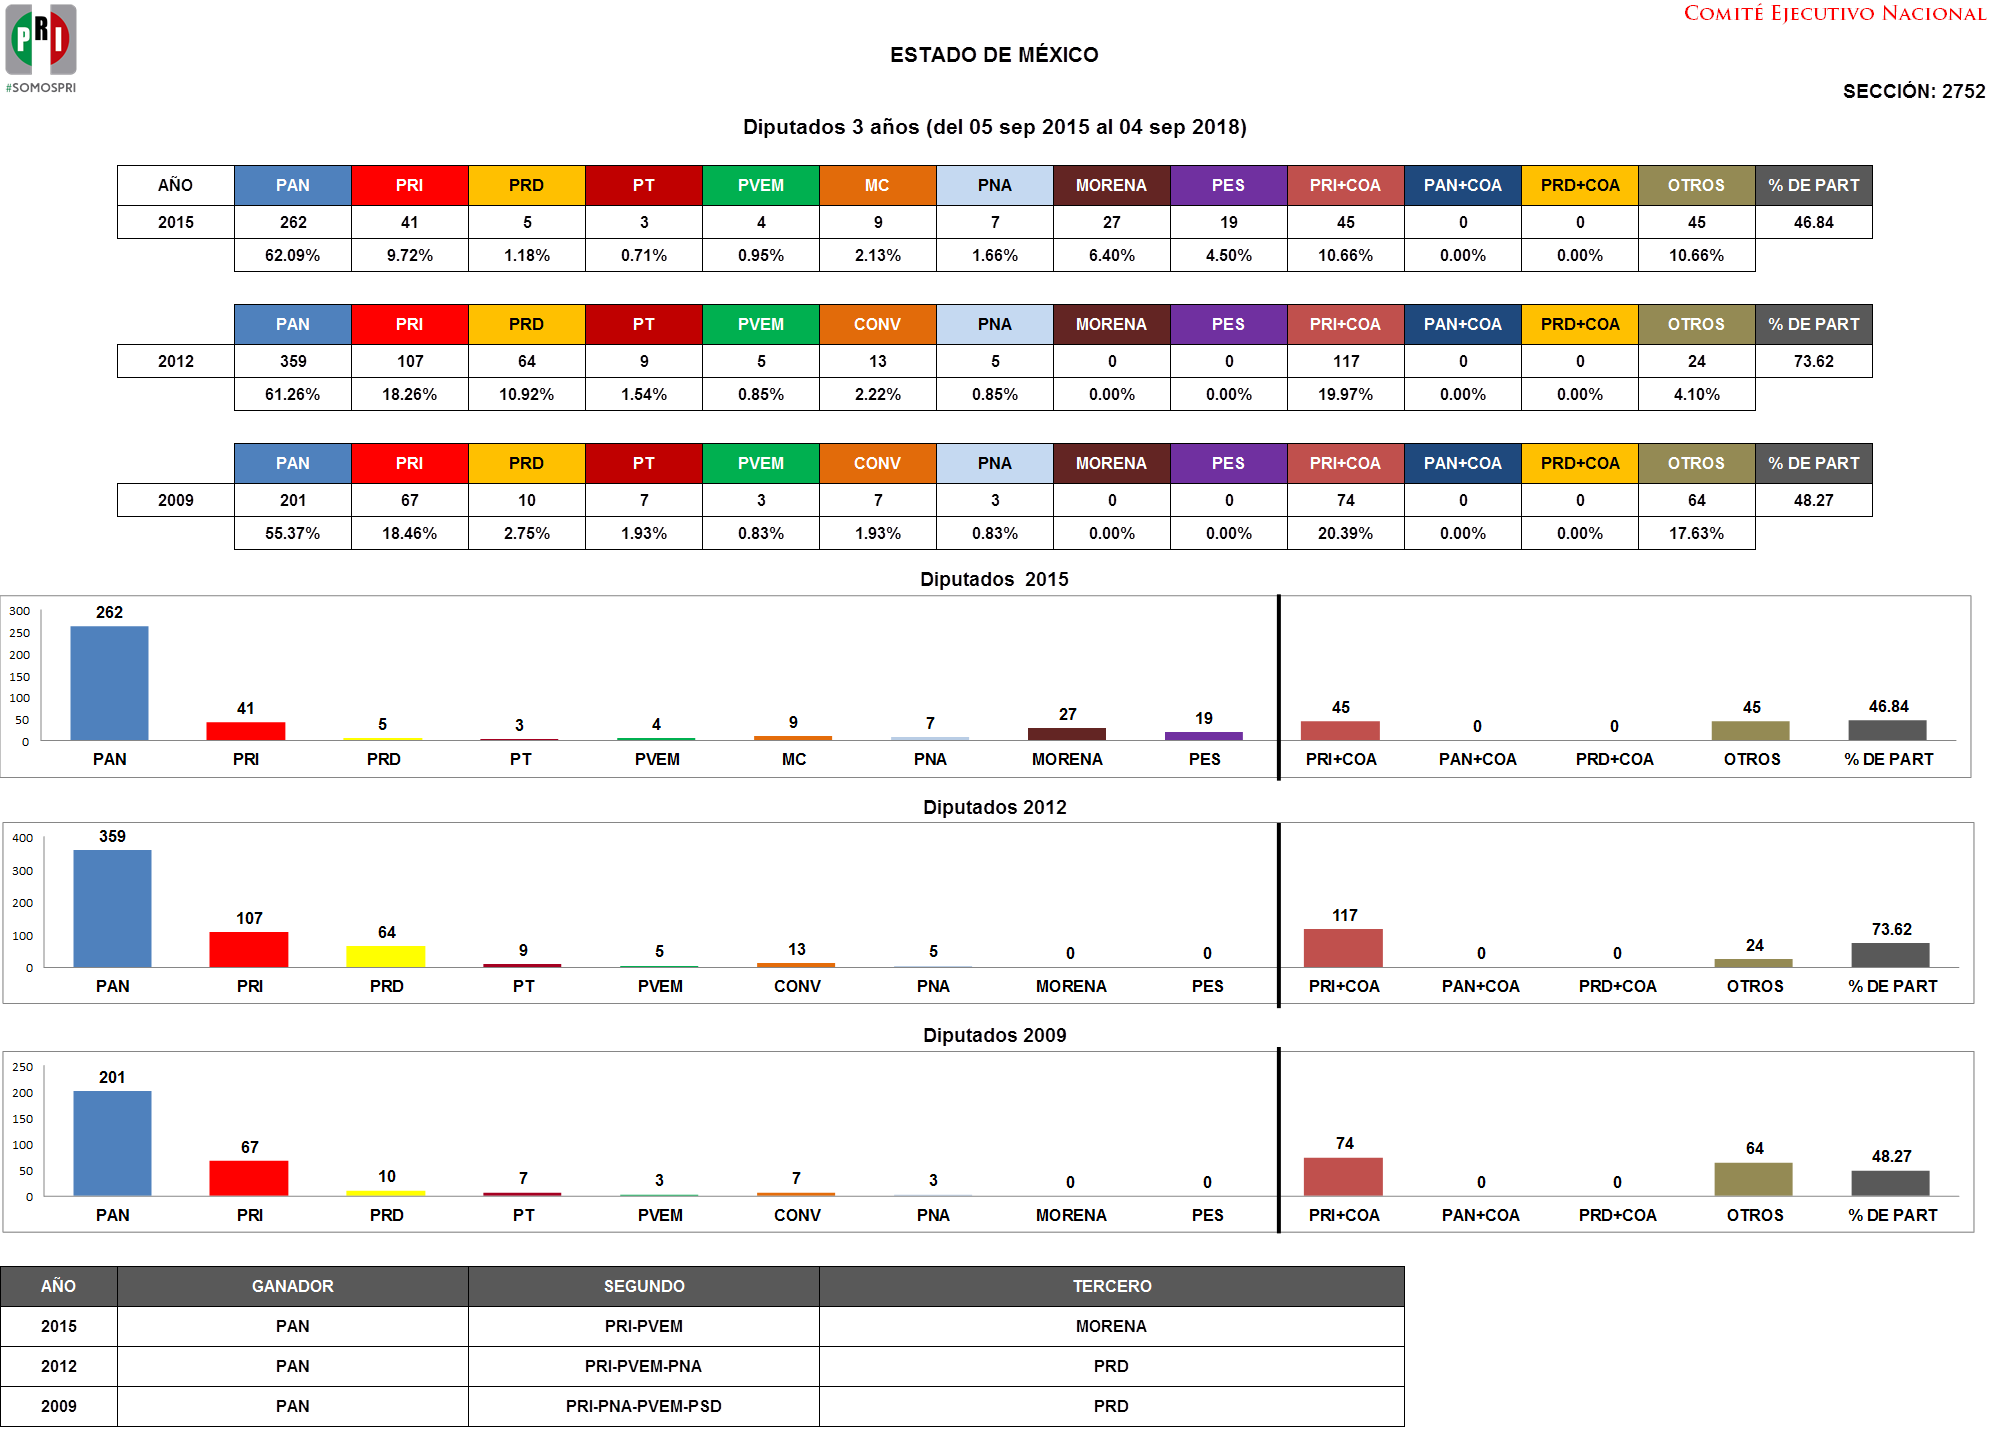 PRI
#SOMOSPRI
COMITÉ EJECUTIVO NACIONAL
ESTADO DE MÉXICO
SECCIÓN: 2752
Diputados 3 años (del 05 sep 2015 al 04 sep 2018)
AÑO PAN PRI PRD PT PVEM MC PNA MORENA PES PRI+COA PAN+COA PRD+COA OTROS % DE PART
2015 262 41 5 3 4 9 7 27 19 45 0 0 45 46.84
62.09% 9.72% 1.18% 0.71% 0.95% 2.13% 1.66% 6.40% 4.50% 10.66% 0.00% 0.00% 10.66%
PAN PRI PRD PT PVEM CONV PNA MORENA PES PRI+COA PAN+COA PRD+COA OTROS % DE PART
2012 359 107 64 9 5 13 5 0 0 117 0 0 24 73.62
61.26% 18.26% 10.92% 1.54% 0.85% 2.22% 0.85% 0.00% 0.00% 19.97% 0.00% 0.00% 4.10%
PAN PRI PRD PT PVEM CONV PNA MORENA PES PRI+COA PAN+COA PRD+COA OTROS % DE PART
2009 201 67 10 7 3 7 3 0 0 74 0 0 64 48.27
55.37% 18.46% 2.75% 1.93% 0.83% 1.93% 0.83% 0.00% 0.00% 20.39% 0.00% 0.00% 17.63%
Diputados 2015
300
250
200
150
100
50
0
262 41 5 3 4 9 7 27 19 45 0 0 45 46.84
PAN PRI PRD PT PVEM MC PNA MORENA PES PRI+COA PAN+COA PRD+COA OTROS % DE PART
Diputados 2012
400
300
200
100
0
359 107 64 9 5 13 5 0 0 117 0 0 24 73.62
PAN PRI PRD PT PVEM CONV PNA MORENA PES PRI+COA PAN+COA PRD+COA OTROS % DE PART
Diputados 2009
250
200
150
100
50
0
201 67 10 7 3 7 3 0 0 74 0 0 64 48.27
PAN PRI PRD PT PVEM CONV PNA MORENA PES PRI+COA PAN+COA PRD+COA OTROS % DE PART
AÑO GANADOR SEGUNDO TERCERO
2015 PAN PRI-PVEM MORENA
2012 PAN PRI-PVEM-PNA PRD
2009 PAN PRI-PNA-PVEM-PSD PRD